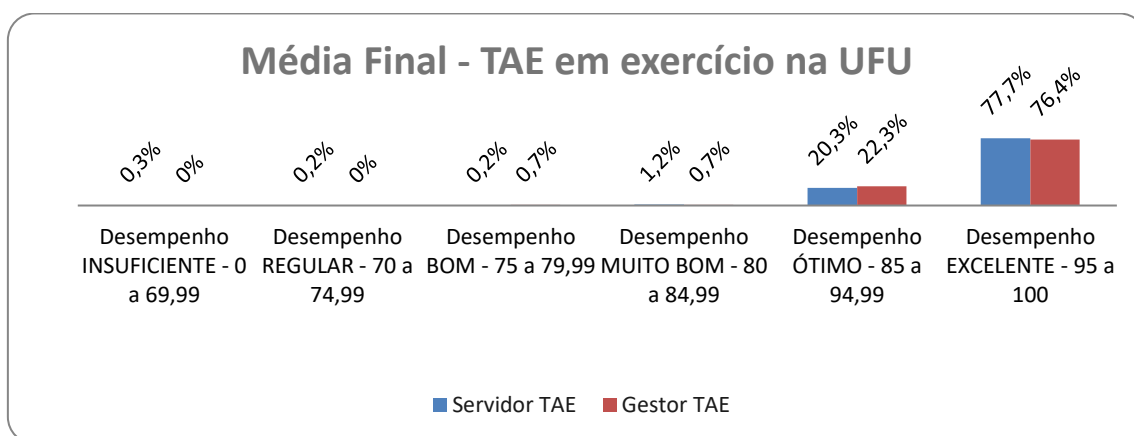 Média Final - TAE em exercício na UFU
0,3%
0%
0,2%
0%
0,2%
0,7%
1,2%
0,7%
20,3%
22,3%
77,7%
76,4%
Desempenho
INSUFICIENTE - 0
a 69,99
Desempenho
REGULAR - 70 a
74,99
Desempenho
BOM - 75 a 79,99
Desempenho
MUITO BOM - 80
a 84,99
Desempenho
ÓTIMO - 85 a
94,99
Desempenho
EXCELENTE - 95 a
100
Servidor TAE
Gestor TAE